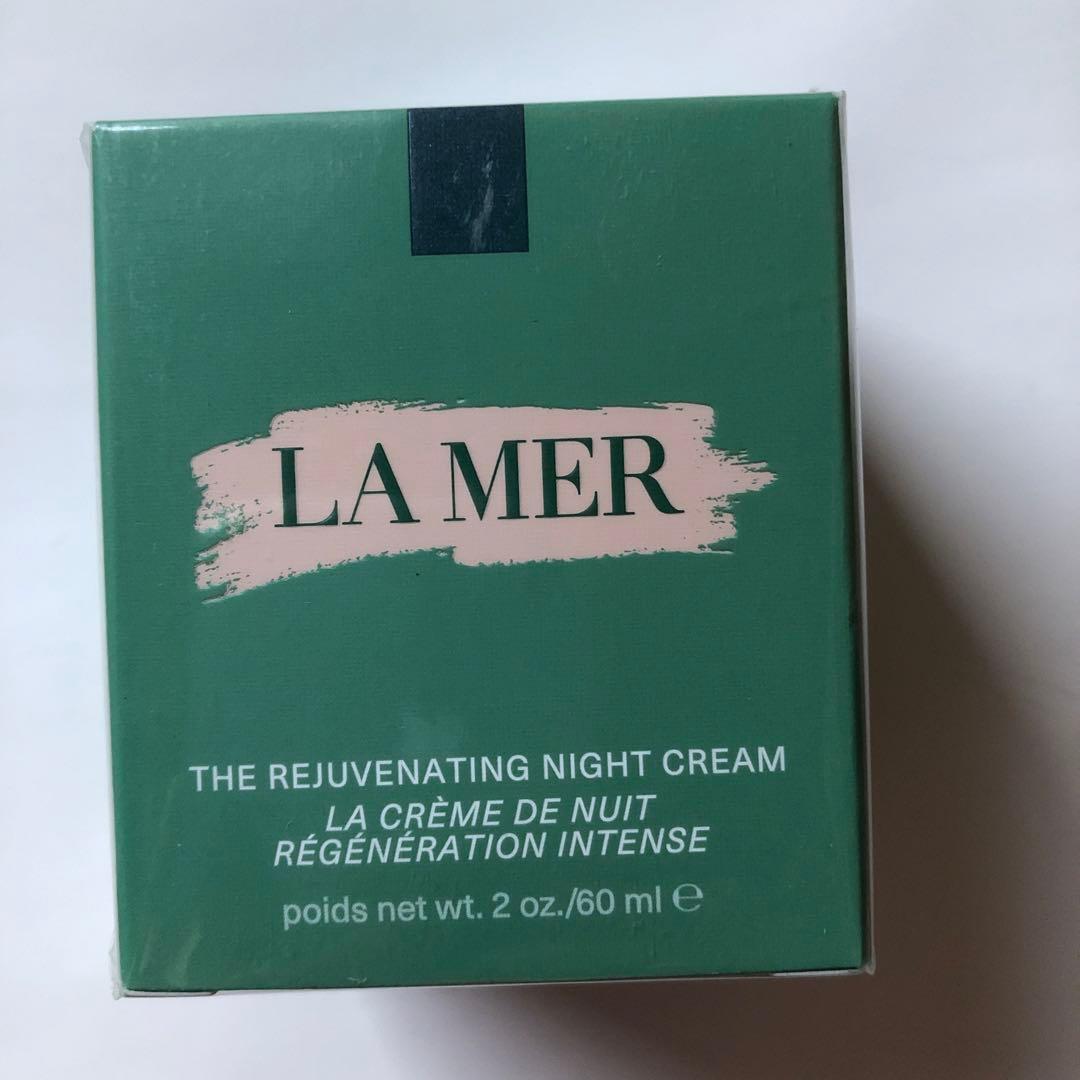 LA MER
THE REJUVENATING NIGHT CREAM
LA CRÈME DE NUIT
RÉGÉNÉRATION INTENSE
poids net wt. 2 oz./60 ml ℮